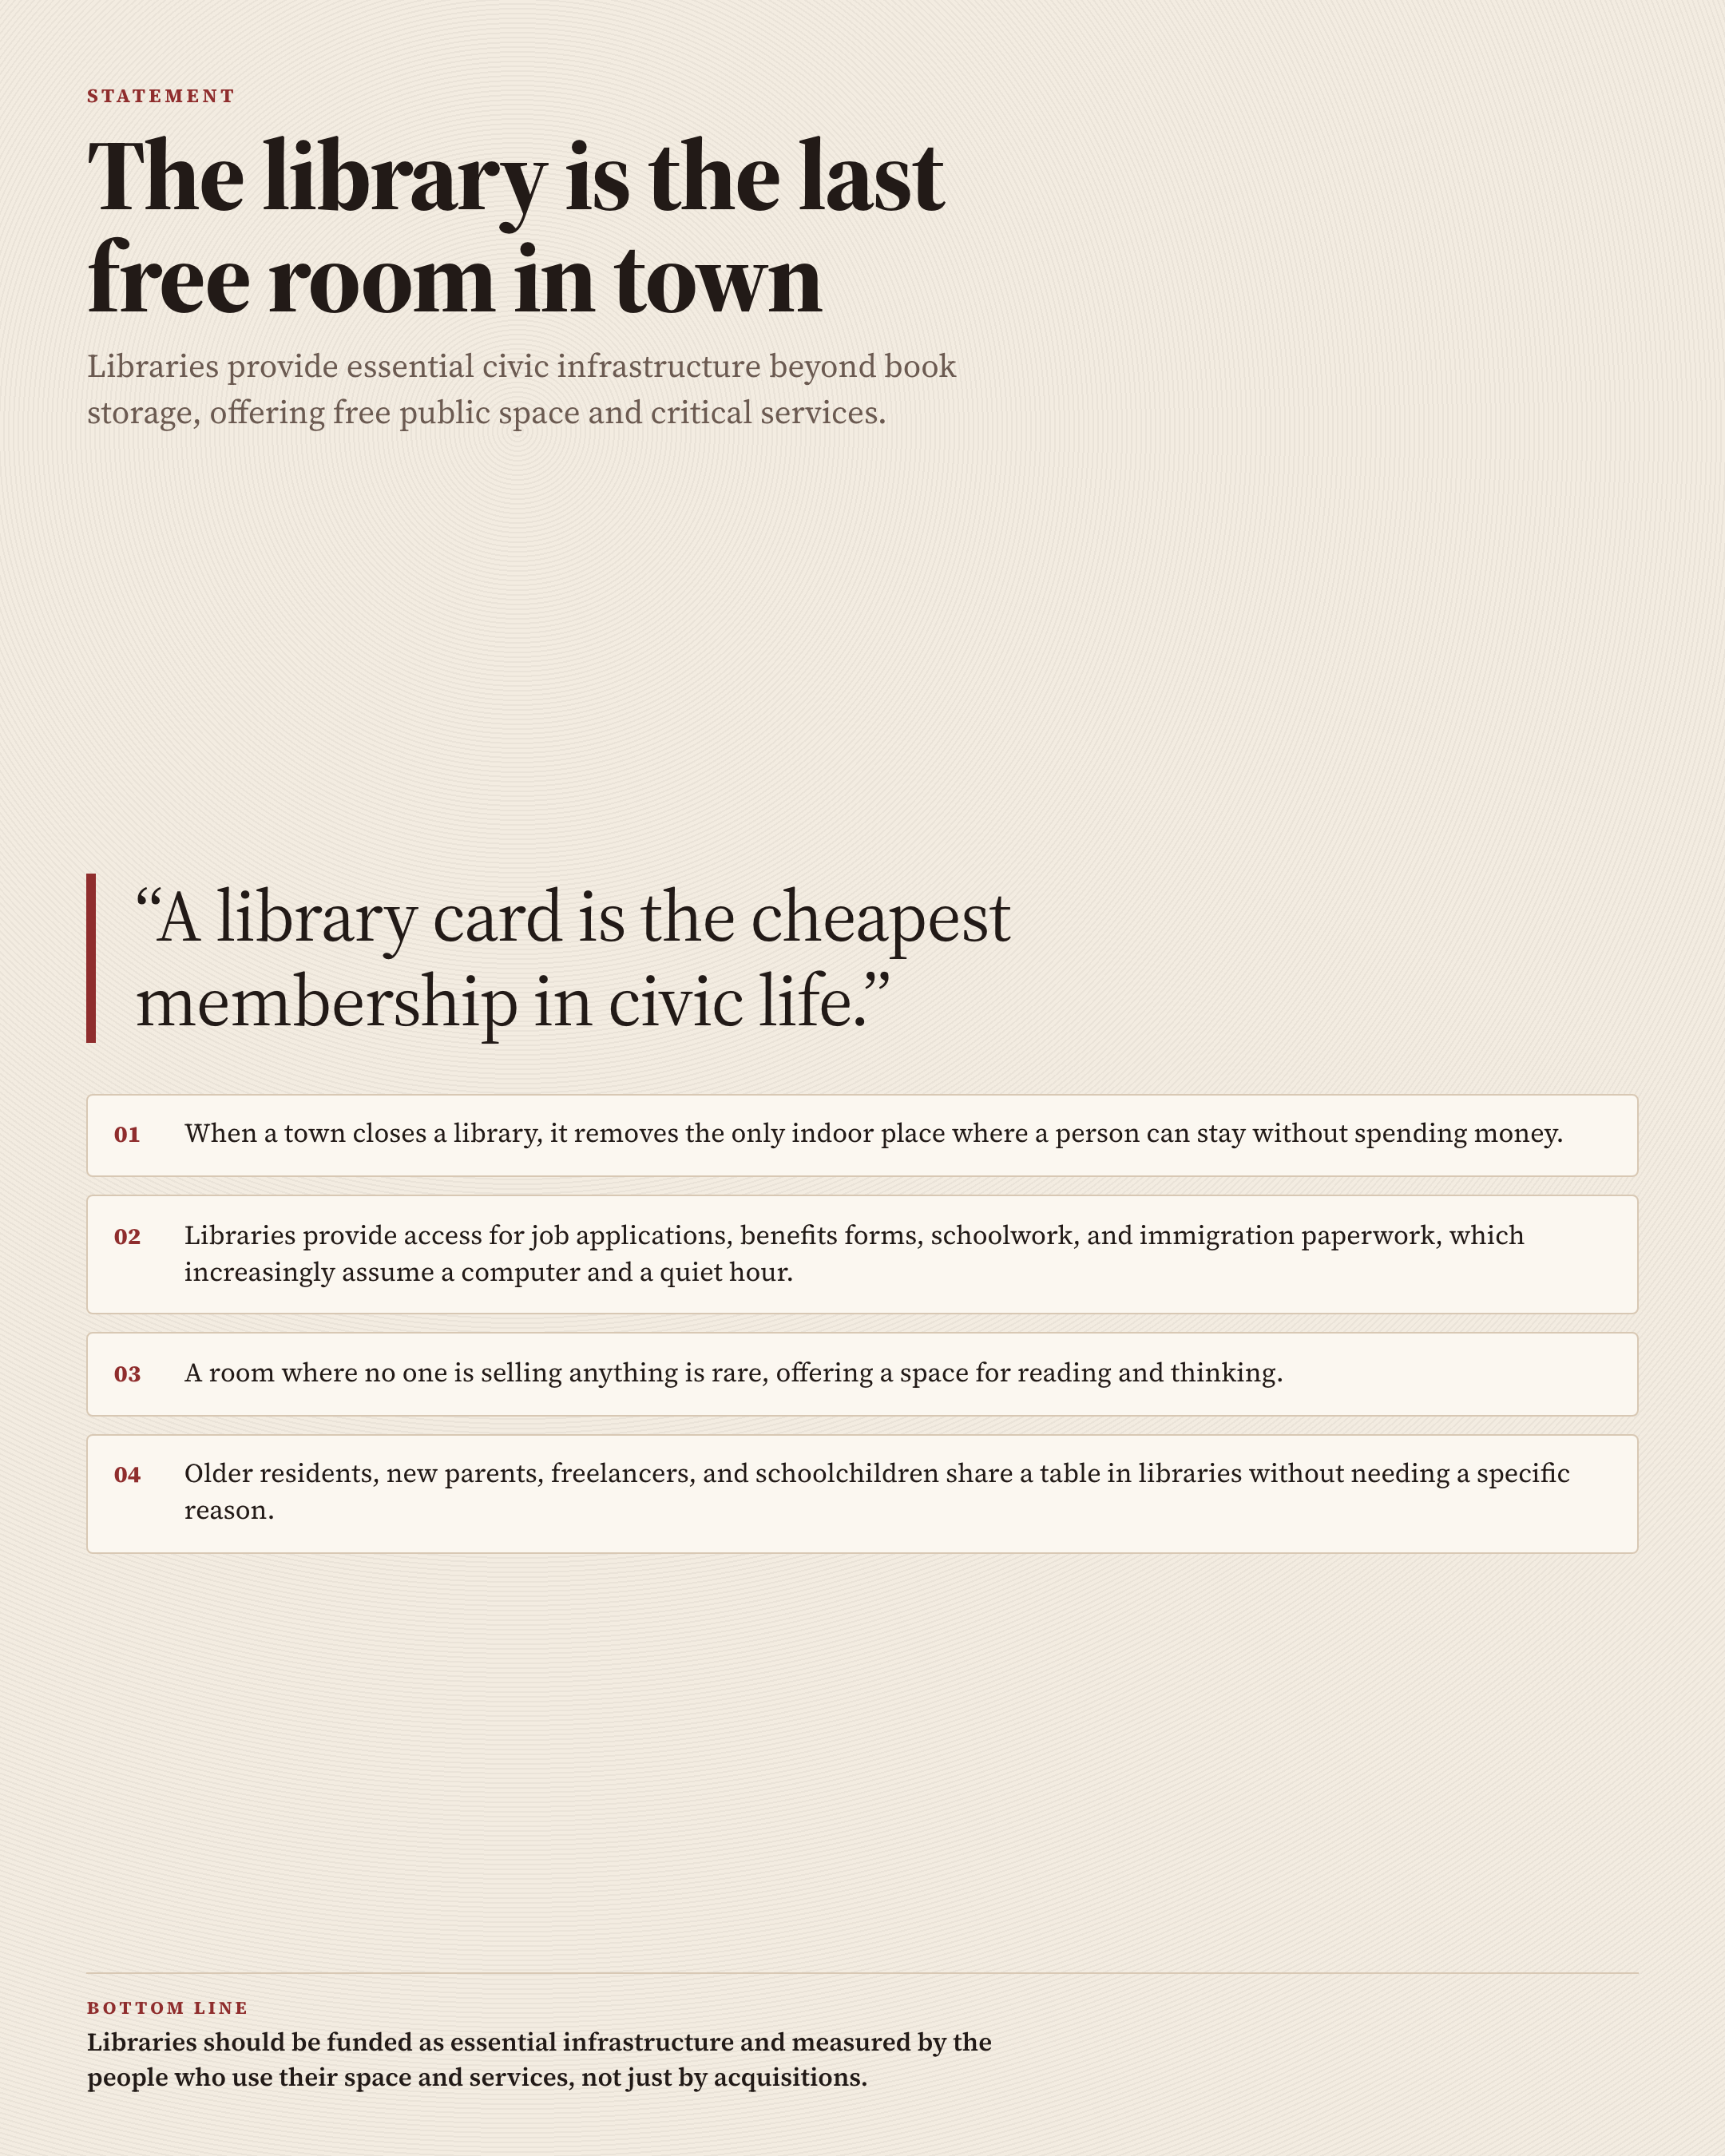 STATEMENT
The library is the last
free room in town
Libraries provide essential civic infrastructure beyond book
storage, offering free public space and critical services.
“A library card is the cheapest
membership in civic life.”
01 When a town closes a library, it removes the only indoor place where a person can stay without spending money.
02 Libraries provide access for job applications, benefits forms, schoolwork, and immigration paperwork, which
increasingly assume a computer and a quiet hour.
03 A room where no one is selling anything is rare, offering a space for reading and thinking.
04 Older residents, new parents, freelancers, and schoolchildren share a table in libraries without needing a specific
reason.
BOTTOM LINE
Libraries should be funded as essential infrastructure and measured by the
people who use their space and services, not just by acquisitions.